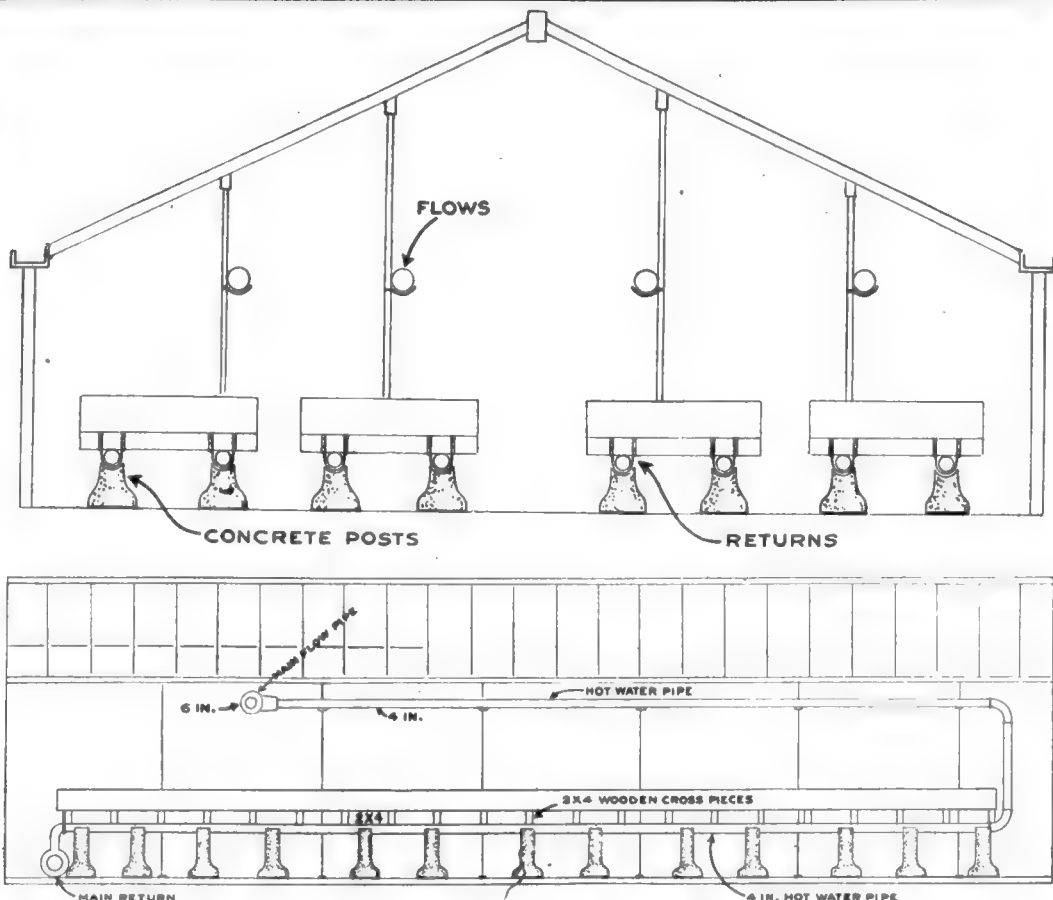 FLOWS
CONCRETE POSTS
RETURNS
MAIN FLOW PIPE
HOT WATER PIPE
6 IN.
4 IN.
2X4 WOODEN CROSS PIECES
2X4
MAIN RETURN
4 IN. HOT WATER PIPE